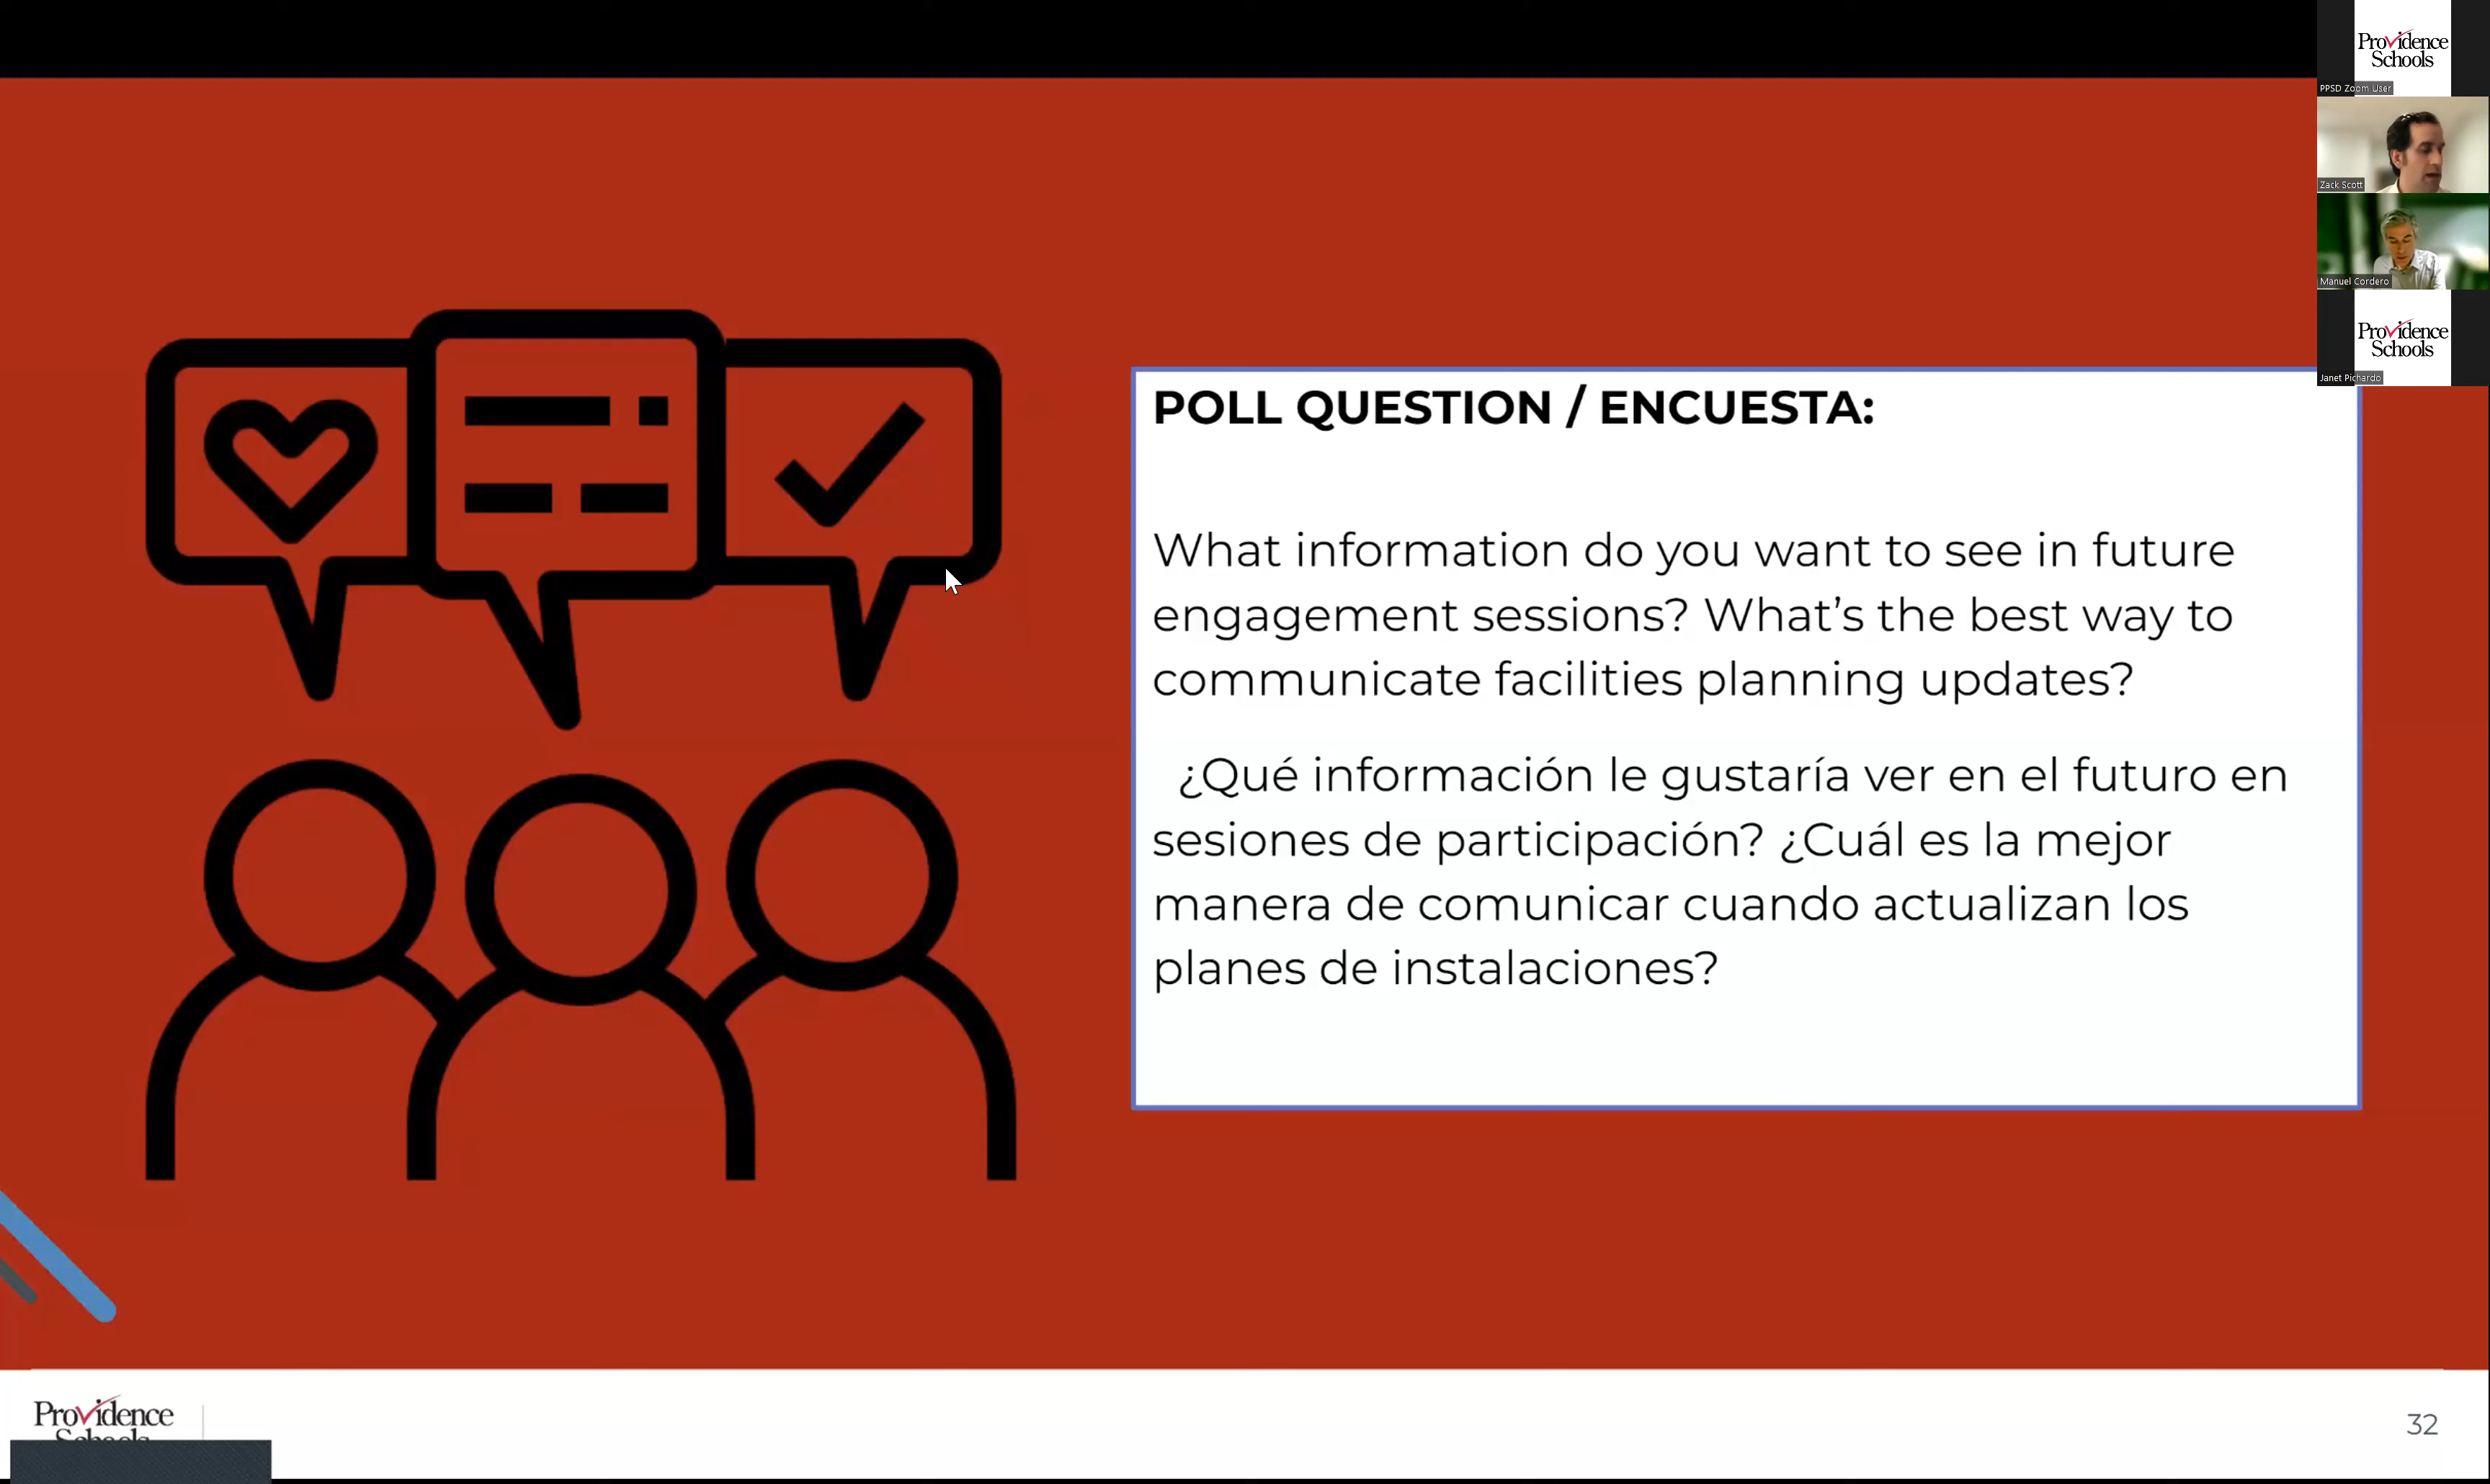 Providence
Schools
PPSD Zoom User
Zack Scott
Manuel Cordero
Providence
Schools
Janet Pichardo
POLL QUESTION / ENCUESTA:
What information do you want to see in future
engagement sessions? What's the best way to
communicate facilities planning updates?
¿Qué información le gustaría ver en el futuro en
sesiones de participación? ¿Cuál es la mejor
manera de comunicar cuando actualizan los
planes de instalaciones?
Providence
Schools
32